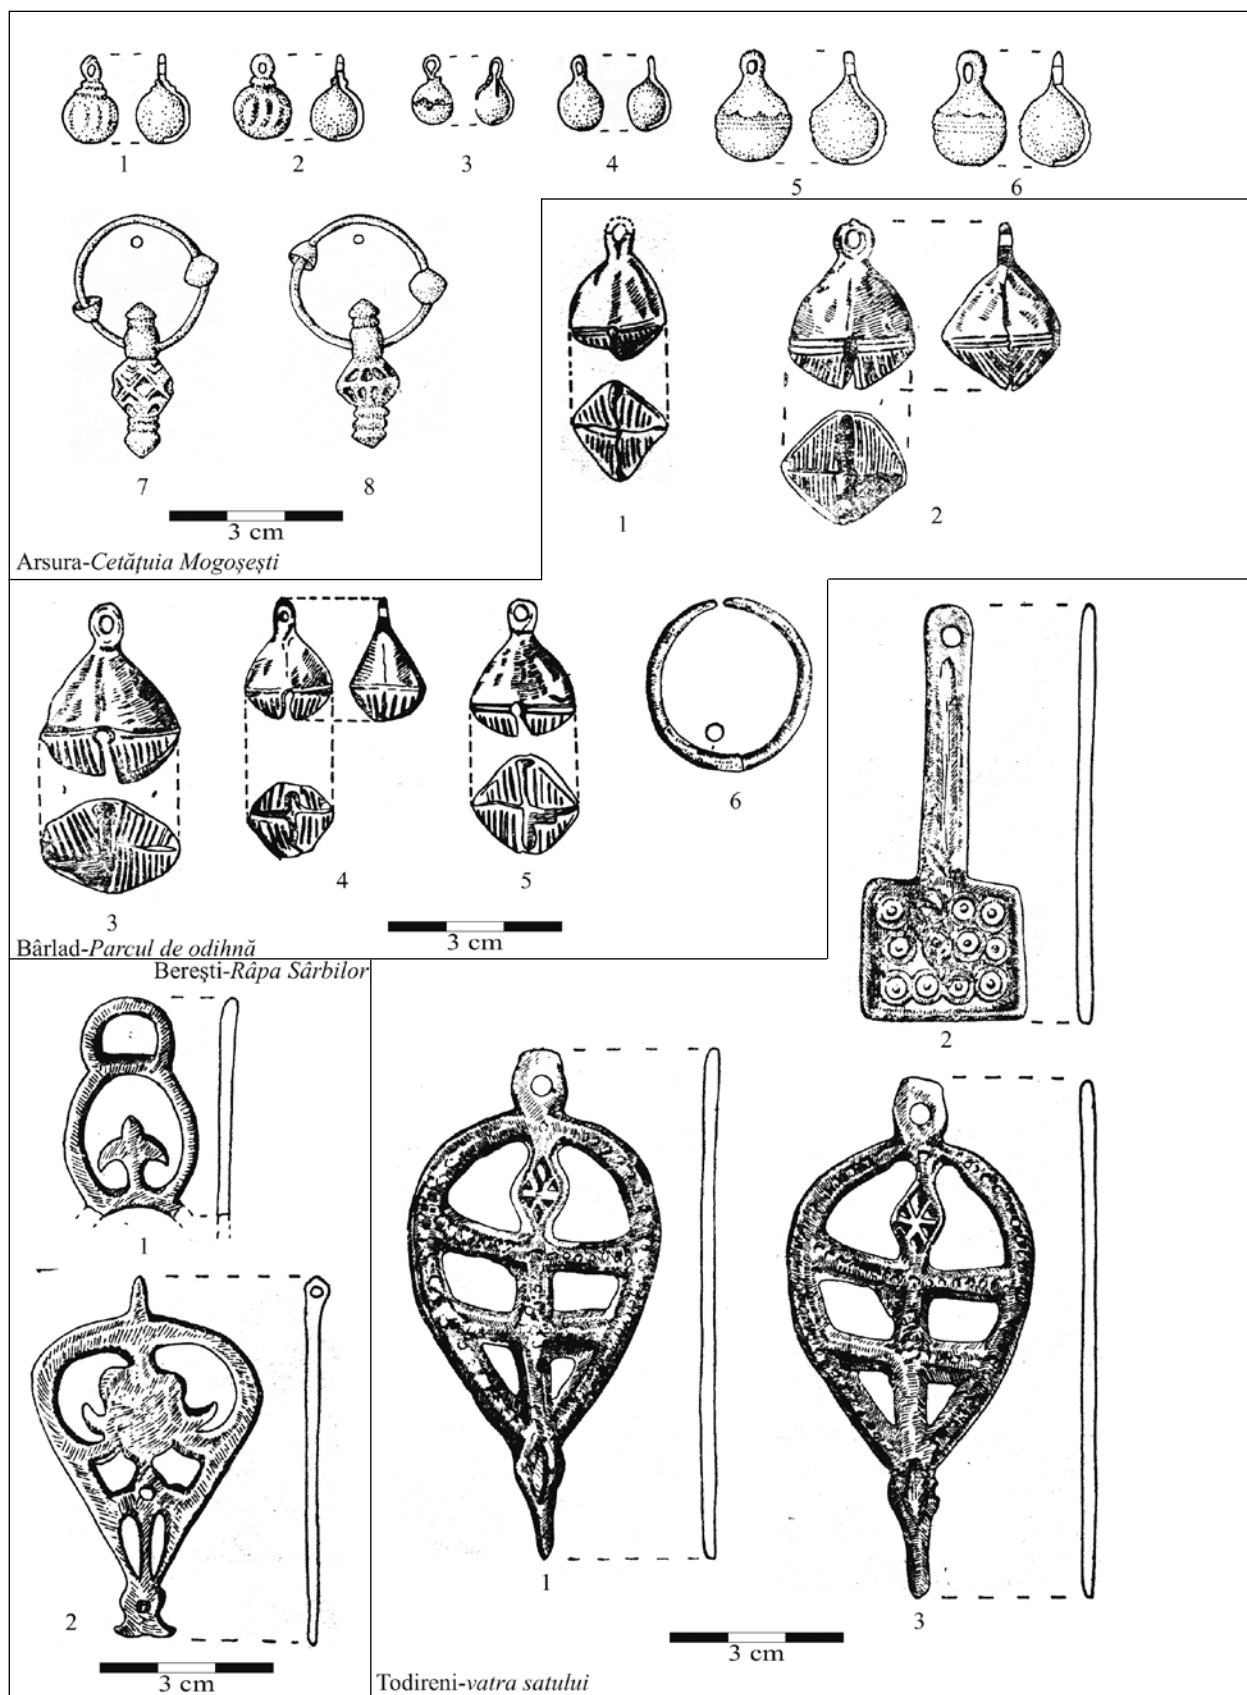 1 2 3 4 5 6
7 8
3 cm
Arsura-Cetățuia Mogoșești
1 2
3 4 5 6
3 cm
Bârlad-Parcul de odihnă
Berești-Râpa Sârbilor
1
2
3 cm
2
1 3
3 cm
Todireni-vatra satului